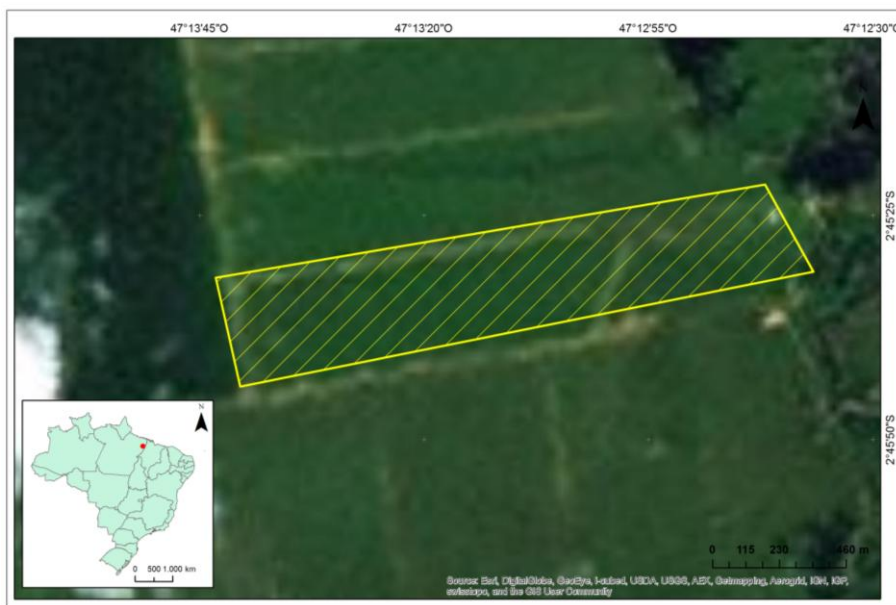 47°13'45"O
47°13'20"O
47°12'55"O
47°12'30"O
2°45'25"S
2°45'50"S
N
0 500 1.000 km
0 115 230 460 m
Source: Esri, DigitalGlobe, GeoEye, i-cubed, USDA, USGS, AEX, Getmapping, Aerogrid, IGN, IGP,
swisstopo, and the GIS User Community